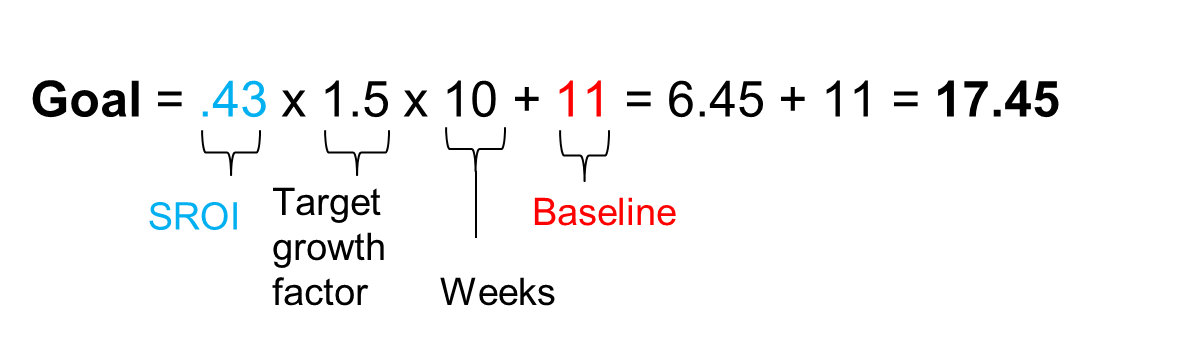 Goal = .43 x 1.5 x 10 + 11 = 6.45 + 11 = 17.45
SROI
Target
growth
factor
Weeks
Baseline